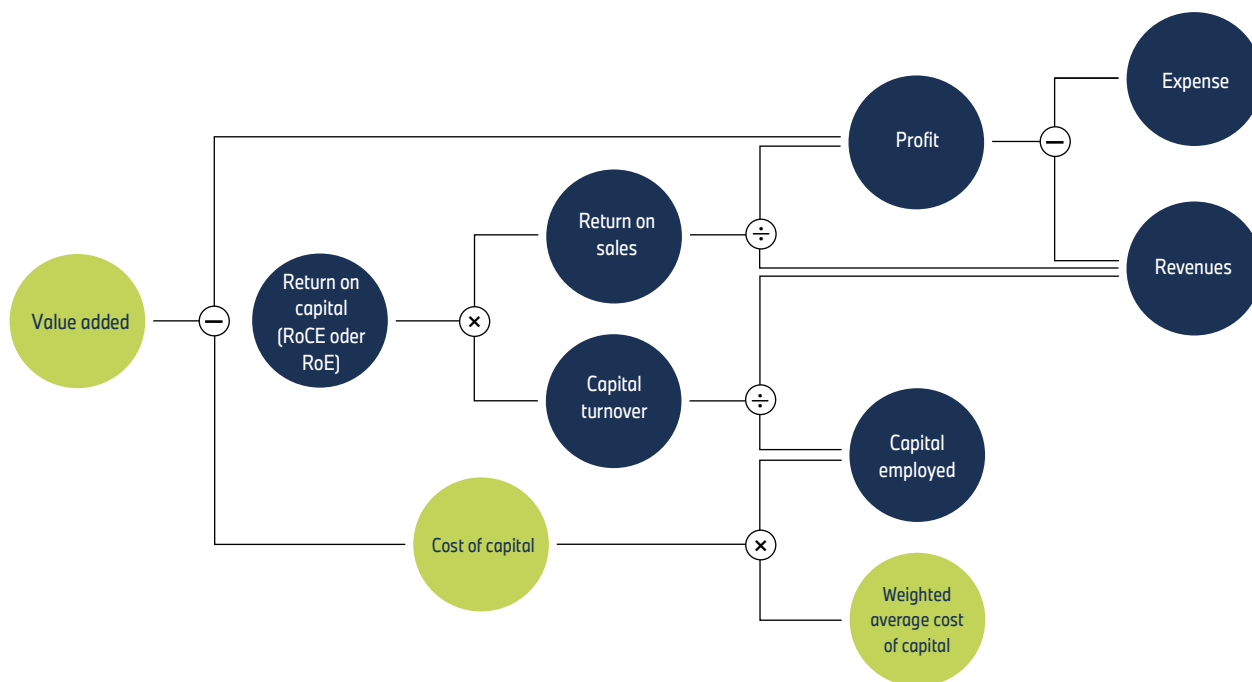 Expense
Profit
Return on
sales
Revenues
Return on
capital
(RoCE oder
RoE)
Value added
Capital
turnover
Capital
employed
Cost of capital
Weighted
average cost
of capital